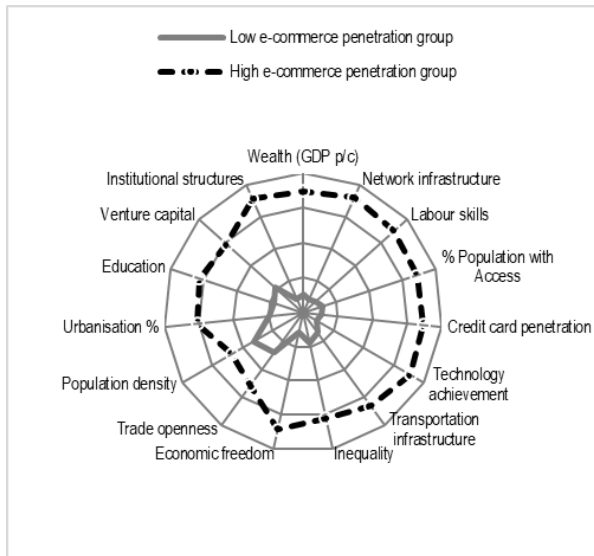 Low e-commerce penetration group
High e-commerce penetration group
Wealth (GDP p/c)
Institutional structures
Network infrastructure
Venture capital
Labour skills
Education
% Population with
Access
Urbanisation %
Credit card penetration
Population density
Technology
achievement
Trade openness
Transportation
infrastructure
Economic freedom
Inequality